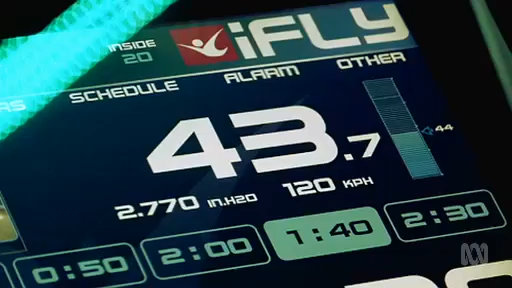 INSIDE
20
iFLY
SCHEDULE ALARM OTHER
43.7
44
2.770 IN.H2O 120 KPH
0:50 2:00 1:40 2:30